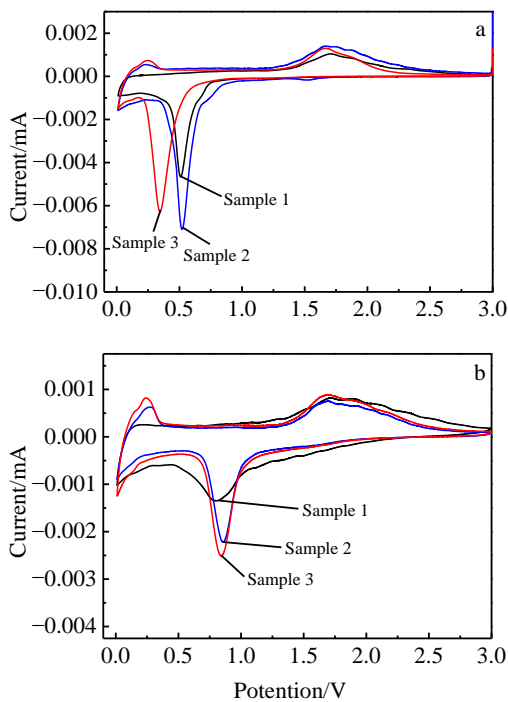 a
0.002
0.000
−0.002
−0.004
−0.006
−0.008
−0.010
Current/mA
Sample 1
Sample 3
Sample 2
0.0 0.5 1.0 1.5 2.0 2.5 3.0
b
0.001
0.000
−0.001
−0.002
−0.003
−0.004
Current/mA
Sample 1
Sample 2
Sample 3
0.0 0.5 1.0 1.5 2.0 2.5 3.0
Potention/V